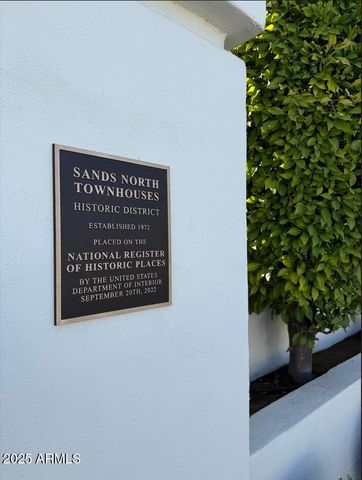 SANDS NORTH
TOWNHOUSES
HISTORIC DISTRICT
ESTABLISHED 1972
PLACED ON THE
NATIONAL REGISTER
OF HISTORIC PLACES
BY THE UNITED STATES
DEPARTMENT OF INTERIOR
SEPTEMBER 20TH, 2022
2025 ARMLS